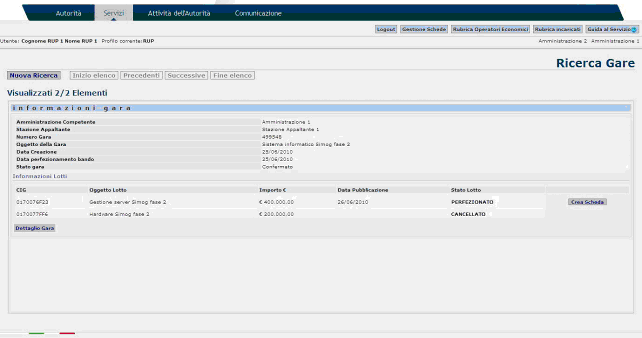 Autorità Servizi Attività dell'Autorità Comunicazione
Logout Gestione Schede Rubrica Operatori Economici Rubrica incaricati Guida al Servizio
Utente: Cognome RUP 1 Nome RUP 1 - Profilo corrente: RUP Amministrazione 2 - Amministrazione 1
Ricerca Gare
Nuova Ricerca Inizio elenco Precedenti Successive Fine elenco
Visualizzati 2/2 Elementi
informazioni gara
Amministrazione Competente Amministrazione 1
Stazione Appaltante Stazione Appaltante 1
Numero Gara 499548
Oggetto della Gara Sistema informatico Simog fase 2
Data Creazione 25/06/2010
Data perfezionamento bando 25/06/2010
Stato gara Confermato
Informazioni Lotti
CIG Oggetto Lotto Importo € Data Pubblicazione Stato Lotto
0170076F23 Gestione server Simog fase 2 € 400.000,00 26/06/2010 PERFEZIONATO Crea Scheda
0170077FF6 Hardware Simog fase 2 € 200.000,00 CANCELLATO
Dettaglio Gara